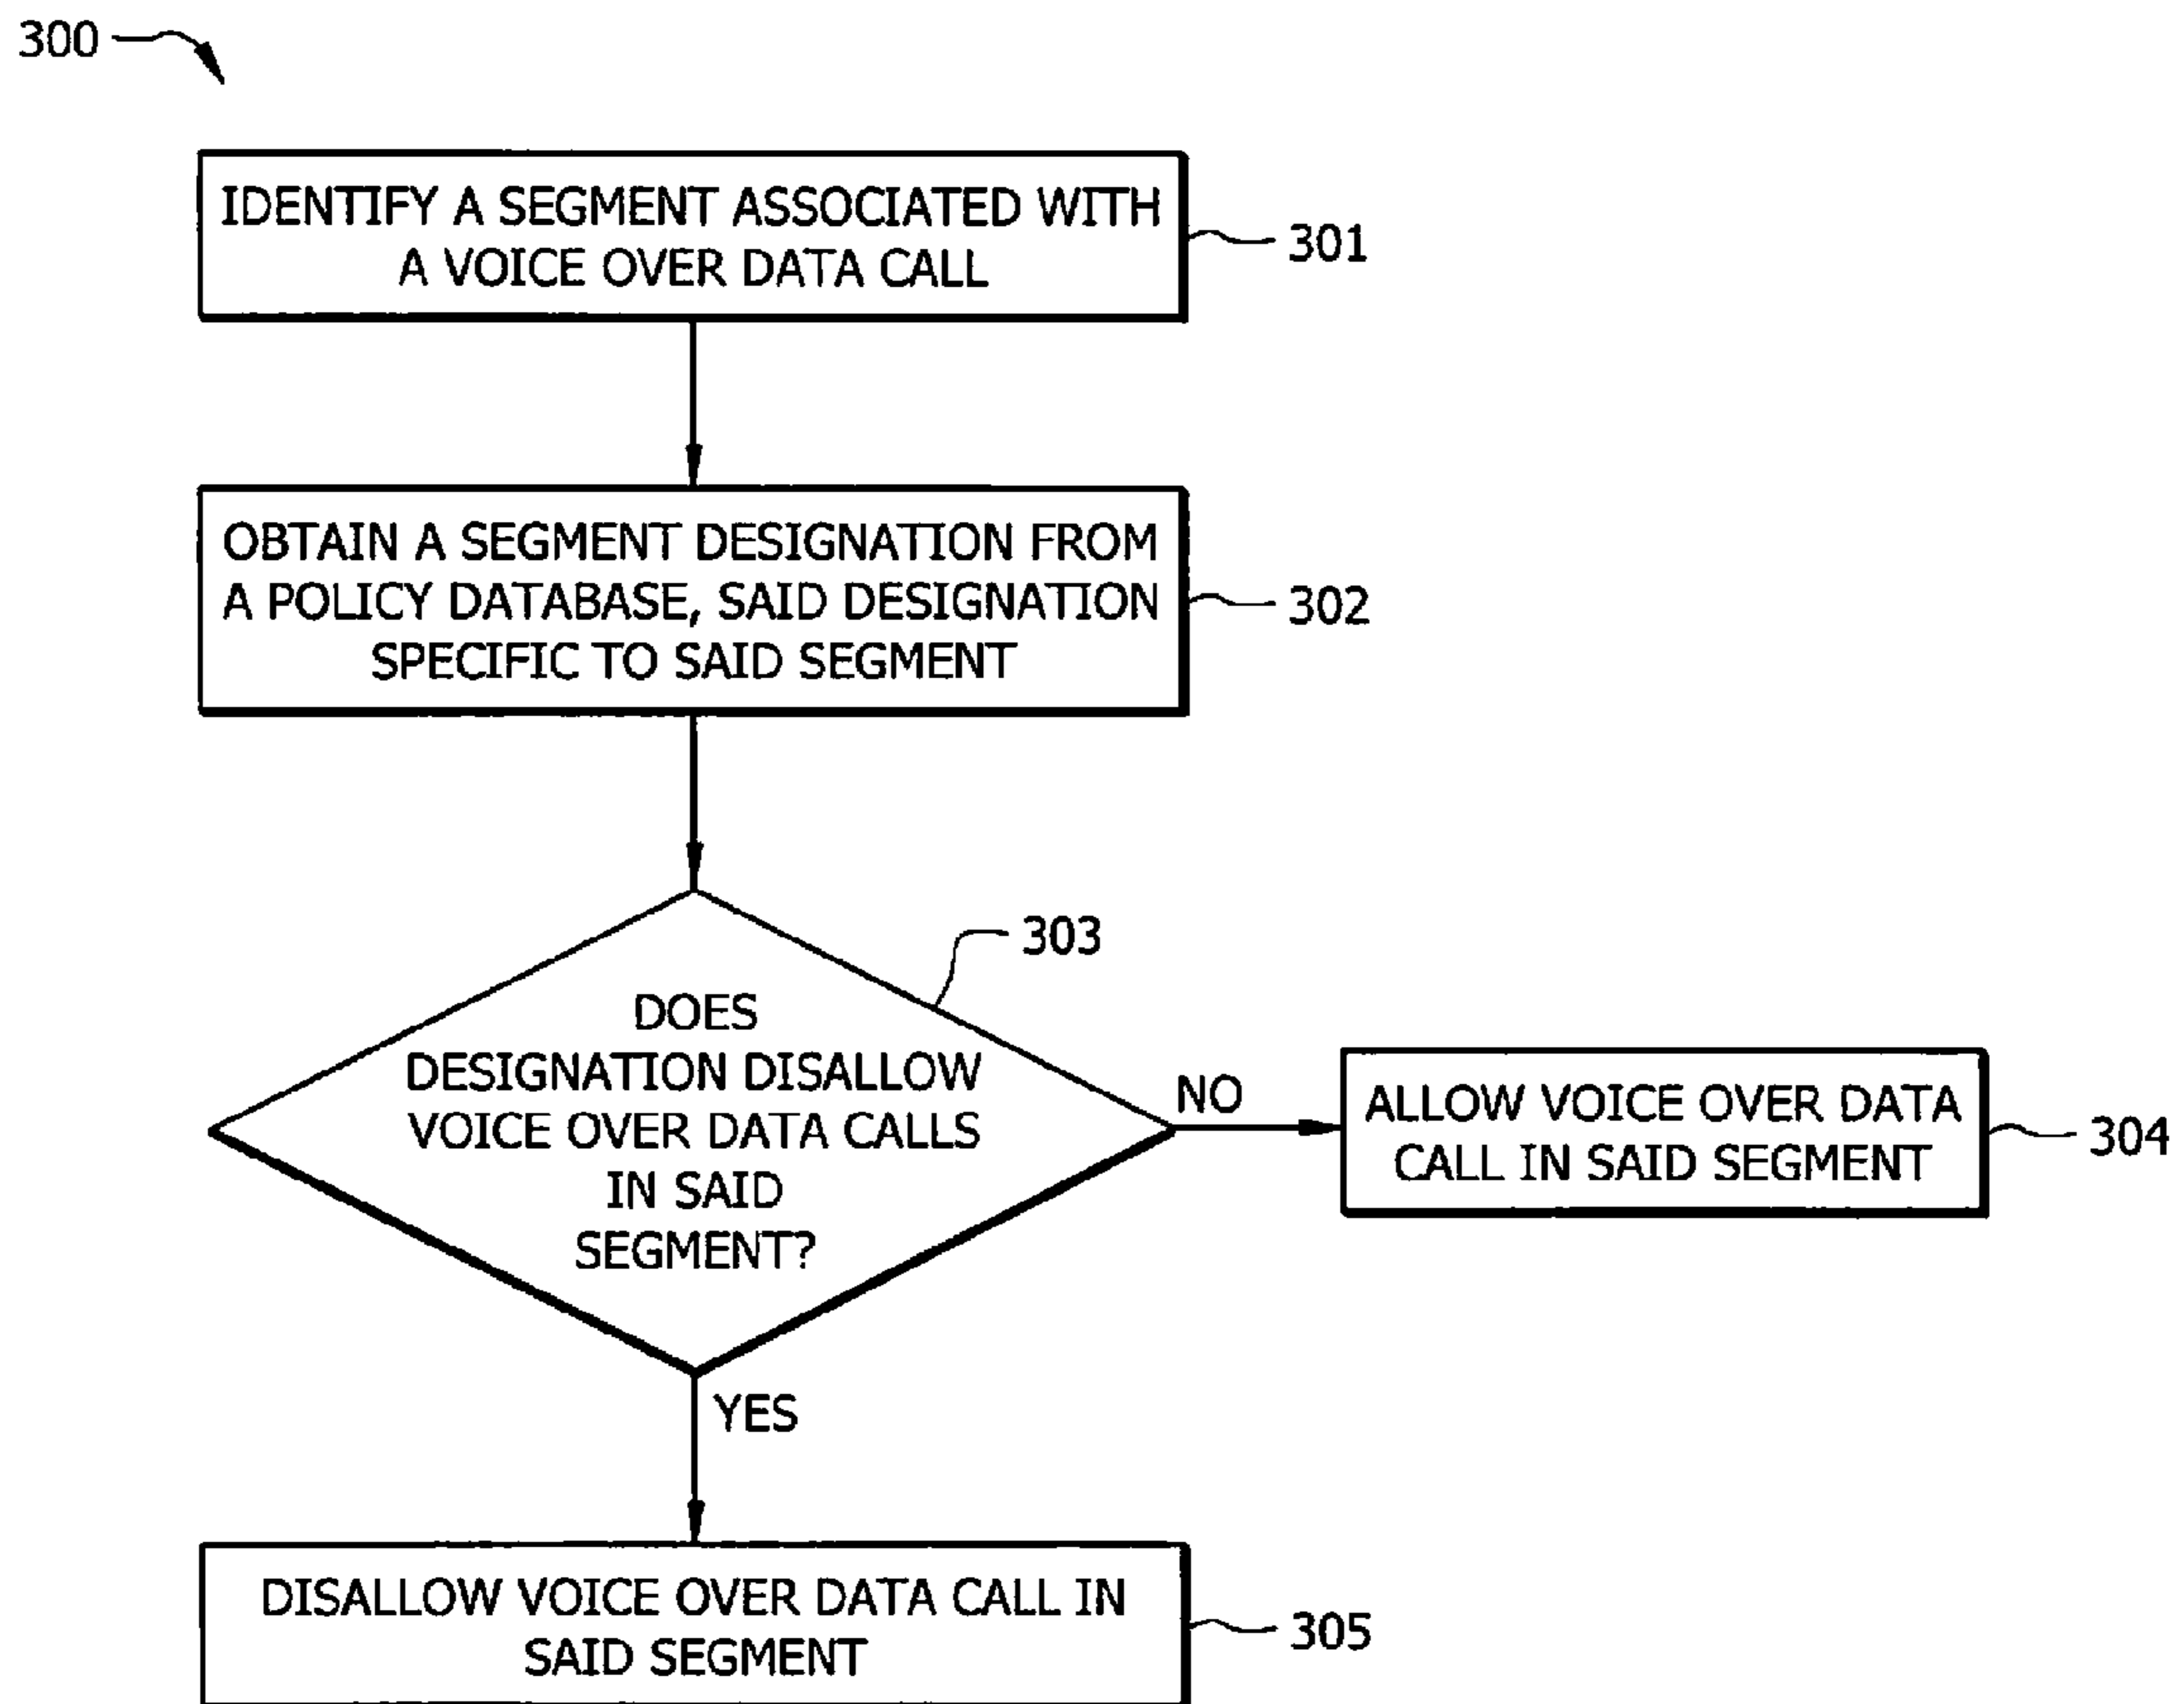 300
IDENTIFY A SEGMENT ASSOCIATED WITH
A VOICE OVER DATA CALL
301
OBTAIN A SEGMENT DESIGNATION FROM
A POLICY DATABASE, SAID DESIGNATION
SPECIFIC TO SAID SEGMENT
302
303
DOES
DESIGNATION DISALLOW
VOICE OVER DATA CALLS
IN SAID
SEGMENT?
NO
ALLOW VOICE OVER DATA
CALL IN SAID SEGMENT
304
YES
DISALLOW VOICE OVER DATA CALL IN
SAID SEGMENT
305